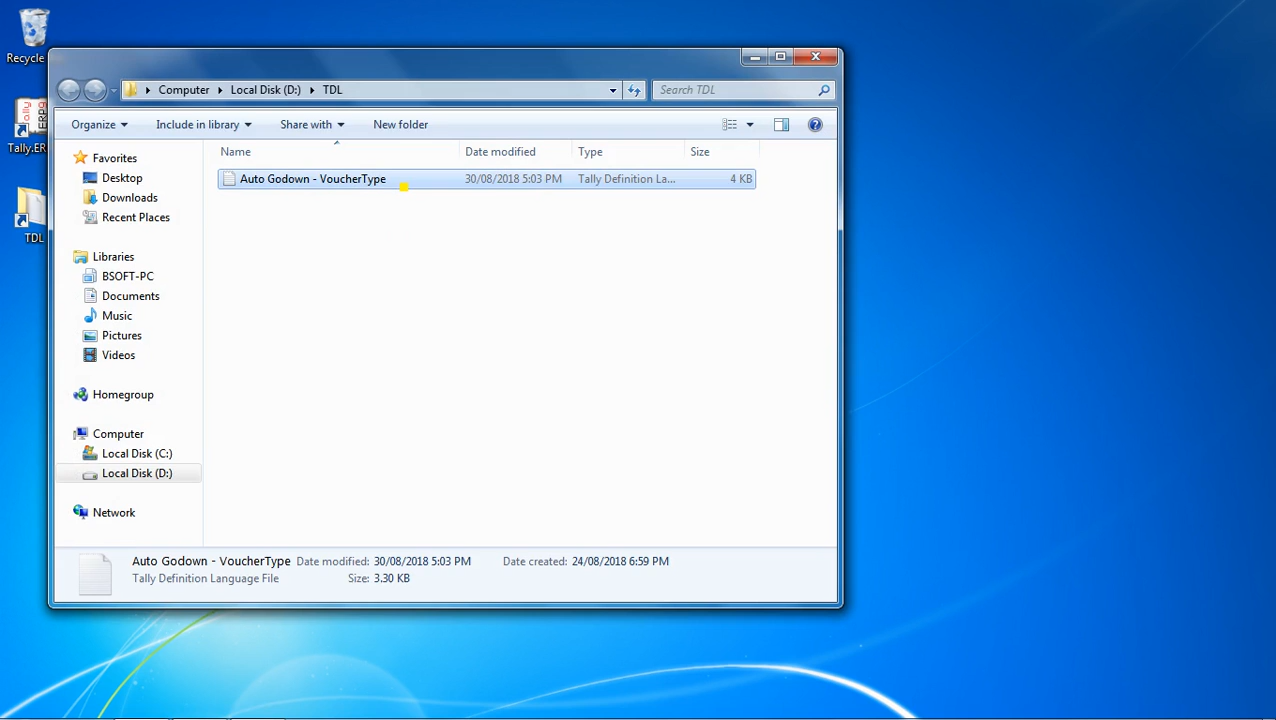 Recycle
Tally.ER
TDL
Computer Local Disk (D:) TDL
Search TDL
Organize Include in library Share with New folder
Name Date modified Type Size
Auto Godown - VoucherType 30/08/2018 5:03 PM Tally Definition La... 4 KB
Favorites
Desktop
Downloads
Recent Places
Libraries
BSOFT-PC
Documents
Music
Pictures
Videos
Homegroup
Computer
Local Disk (C:)
Local Disk (D:)
Network
Auto Godown - VoucherType Date modified: 30/08/2018 5:03 PM Date created: 24/08/2018 6:59 PM
Tally Definition Language File Size: 3.30 KB